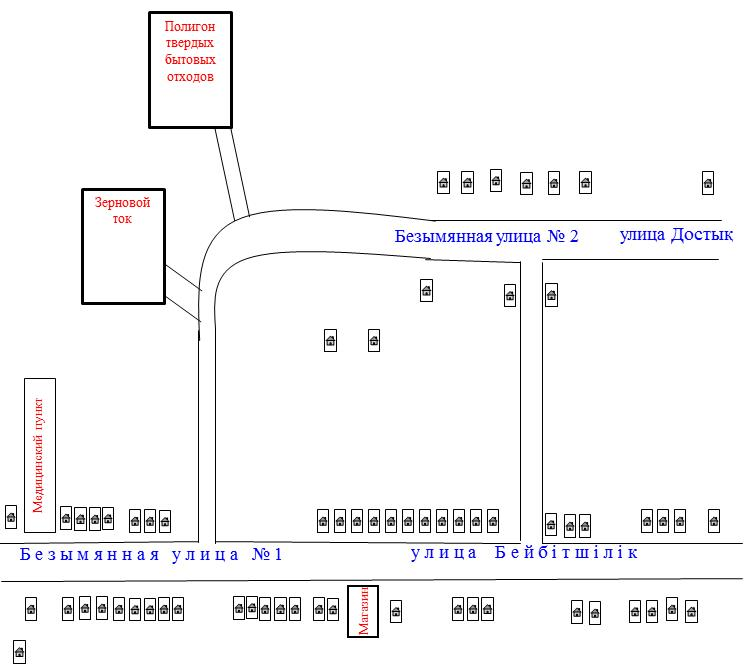 Полигон
твердых
бытовых
отходов
Зерновой
ток
Безымянная улица № 2
улица Достық
Медицинский пункт
Безымянная улица №1
улица Бейбітшілік
Магазин